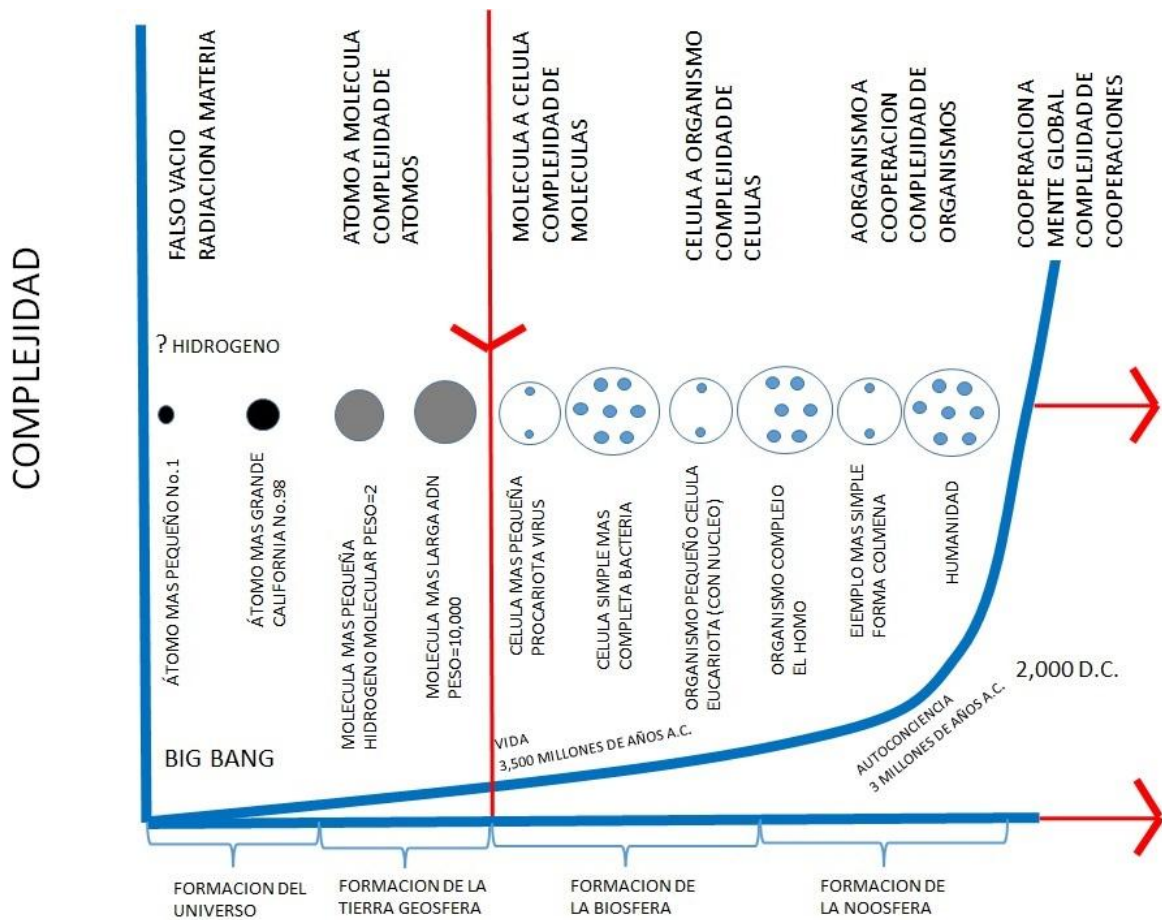 COMPLEJIDAD
FALSO VACIO
RADIACION A MATERIA
ATOMO A MOLECULA
COMPLEJIDAD DE
ATOMOS
MOLECULA A CELULA
COMPLEJIDAD DE
MOLECULAS
CELULA A ORGANISMO
COMPLEJIDAD DE
CELULAS
AORGANISMO A
COOPERACION
COMPLEJIDAD DE
ORGANISMOS
COOPERACION A
MENTE GLOBAL
COMPLEJIDAD DE
COOPERACIONES
? HIDROGENO
ÁTOMO MAS PEQUEÑO No.1
ÁTOMO MAS GRANDE
CALIFORNIA No.98
MOLECULA MAS PEQUEÑA
HIDROGENO MOLECULAR PESO=2
MOLECULA MAS LARGA ADN
PESO=10,000
CELULA MAS PEQUEÑA
PROCARIOTA VIRUS
CELULA SIMPLE MAS
COMPLETA BACTERIA
ORGANISMO PEQUEÑO CELULA
EUCARIOTA (CON NUCLEO)
ORGANISMO COMPLEJO
EL HOMO
EJEMPLO MAS SIMPLE
FORMA COLMENA
HUMANIDAD
BIG BANG
VIDA
3,500 MILLONES DE AÑOS A.C.
AUTOCONCIENCIA
3 MILLONES DE AÑOS A.C.
2,000 D.C.
FORMACION DEL
UNIVERSO
FORMACION DE LA
TIERRA GEOSFERA
FORMACION DE
LA BIOSFERA
FORMACION DE
LA NOOSFERA